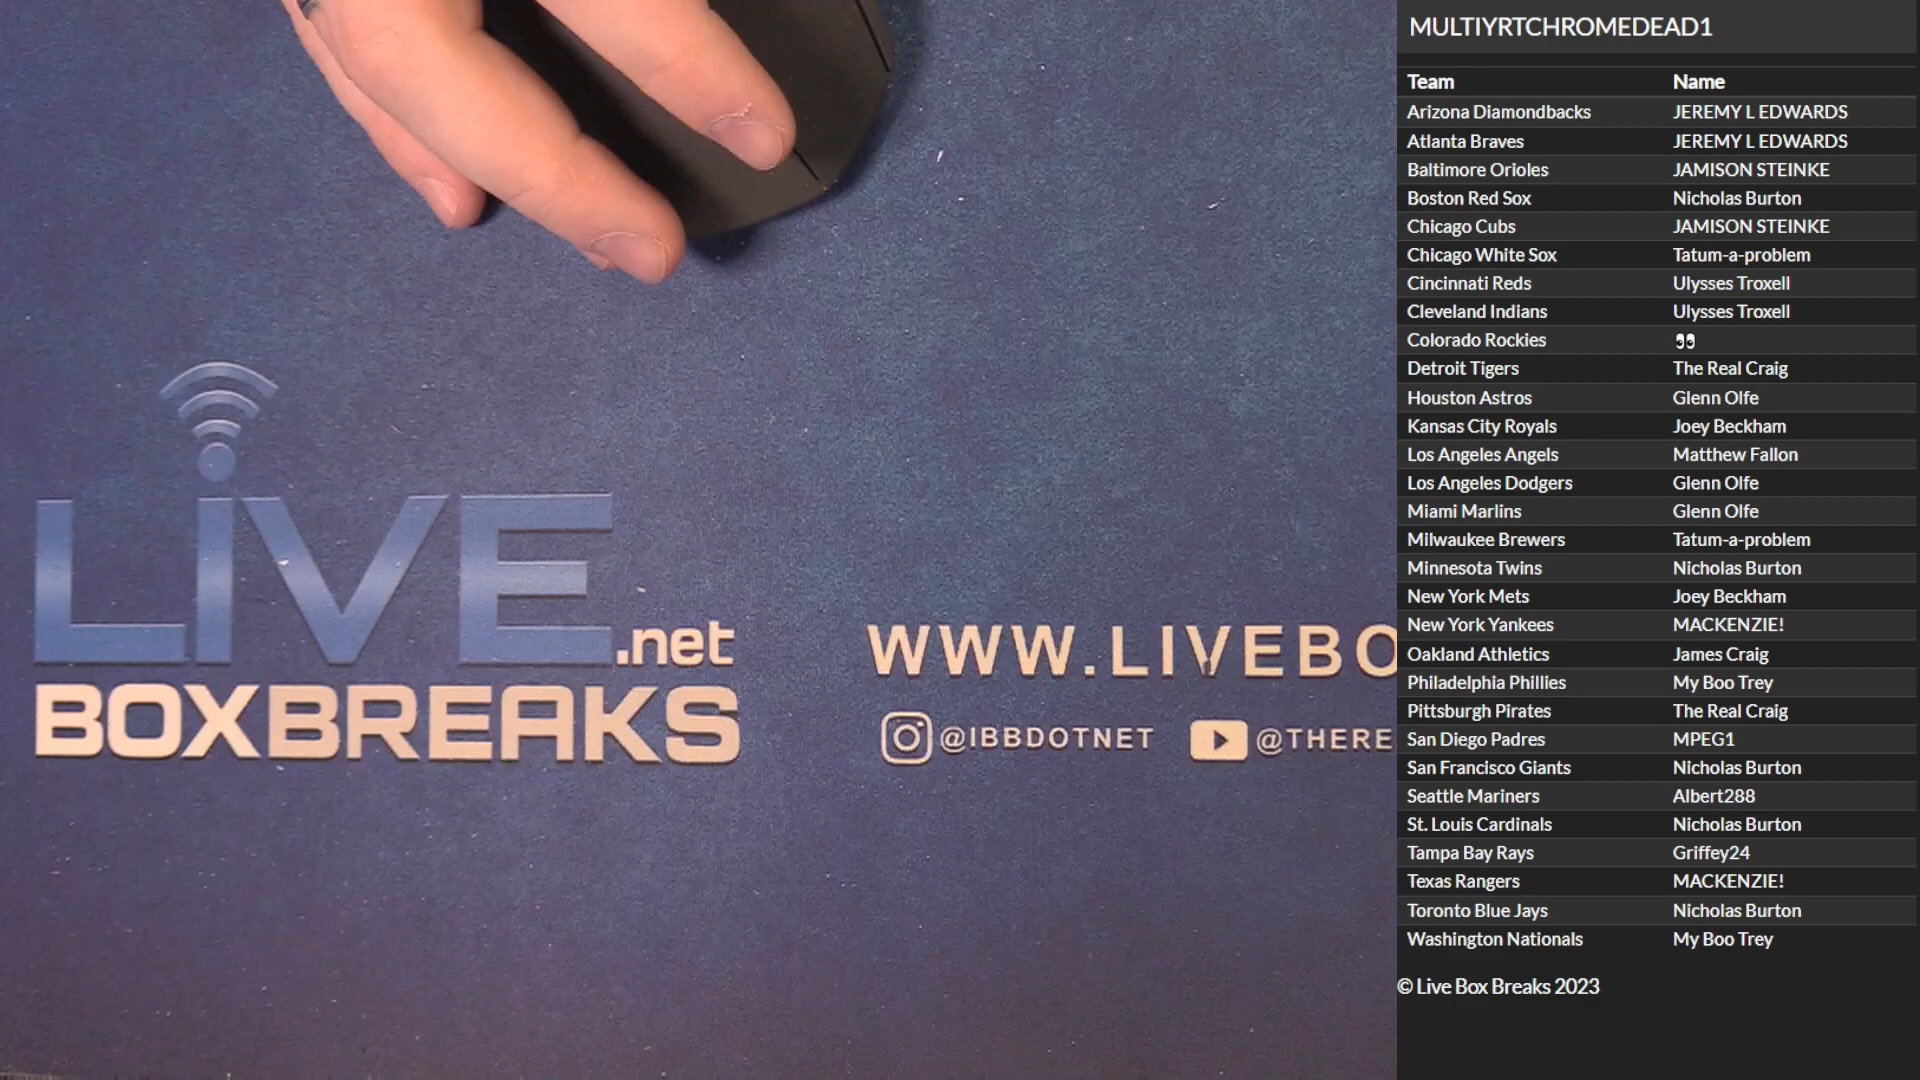 MULTIYRTCHROMEDEAD1
Team Name
Arizona Diamondbacks JEREMY L EDWARDS
Atlanta Braves JEREMY L EDWARDS
Baltimore Orioles JAMISON STEINKE
Boston Red Sox Nicholas Burton
Chicago Cubs JAMISON STEINKE
Chicago White Sox Tatum-a-problem
Cincinnati Reds Ulysses Troxell
Cleveland Indians Ulysses Troxell
Colorado Rockies 👀
Detroit Tigers The Real Craig
Houston Astros Glenn Olfe
Kansas City Royals Joey Beckham
Los Angeles Angels Matthew Fallon
Los Angeles Dodgers Glenn Olfe
Miami Marlins Glenn Olfe
Milwaukee Brewers Tatum-a-problem
Minnesota Twins Nicholas Burton
New York Mets Joey Beckham
New York Yankees MACKENZIE!
Oakland Athletics James Craig
Philadelphia Phillies My Boo Trey
Pittsburgh Pirates The Real Craig
San Diego Padres MPEG1
San Francisco Giants Nicholas Burton
Seattle Mariners Albert288
St. Louis Cardinals Nicholas Burton
Tampa Bay Rays Griffey24
Texas Rangers MACKENZIE!
Toronto Blue Jays Nicholas Burton
Washington Nationals My Boo Trey
© Live Box Breaks 2023
LIVE.net
BOXBREAKS
WWW.LIVEBO
@IBBDOTNET @THERE